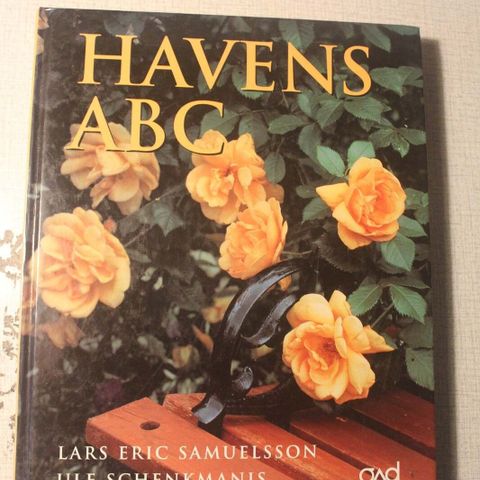 HAVENS
ABC
LARS ERIC SAMUELSSON
ULF SCHENKMANIS
gad